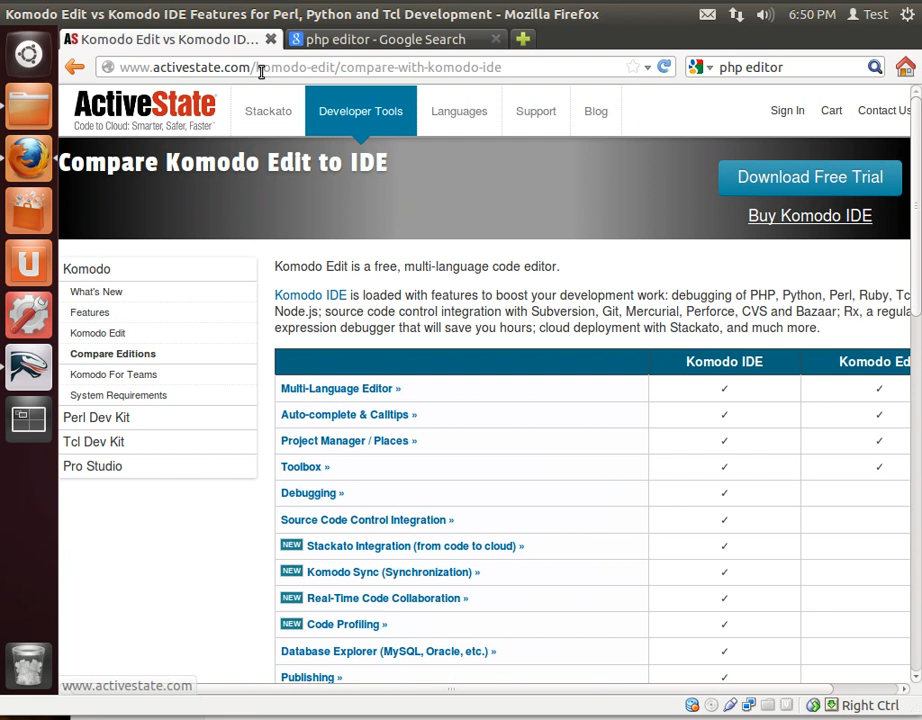 Komodo Edit vs Komodo IDE Features for Perl, Python and Tcl Development - Mozilla Firefox
6:50 PM
Test
AS Komodo Edit vs Komodo ID...
php editor - Google Search
www.activestate.com/komodo-edit/compare-with-komodo-ide
php editor
ActiveState
Code to Cloud: Smarter, Safer, Faster™
Stackato
Developer Tools
Languages
Support
Blog
Sign In
Cart
Contact Us
Compare Komodo Edit to IDE
Download Free Trial
Buy Komodo IDE
Komodo
What's New
Features
Komodo Edit
Compare Editions
Komodo For Teams
System Requirements
Perl Dev Kit
Tcl Dev Kit
Pro Studio
Komodo Edit is a free, multi-language code editor.
Komodo IDE is loaded with features to boost your development work: debugging of PHP, Python, Perl, Ruby, Tc
Node.js; source code control integration with Subversion, Git, Mercurial, Perforce, CVS and Bazaar; Rx, a regula
expression debugger that will save you hours; cloud deployment with Stackato, and much more.
Komodo IDE
Komodo Ed
Multi-Language Editor » ✓ ✓
Auto-complete & Calltips » ✓ ✓
Project Manager / Places » ✓ ✓
Toolbox » ✓ ✓
Debugging » ✓
Source Code Control Integration » ✓
NEW Stackato Integration (from code to cloud) » ✓
NEW Komodo Sync (Synchronization) » ✓
NEW Real-Time Code Collaboration » ✓
NEW Code Profiling » ✓
Database Explorer (MySQL, Oracle, etc.) » ✓
Publishing » ✓
www.activestate.com
Right Ctrl